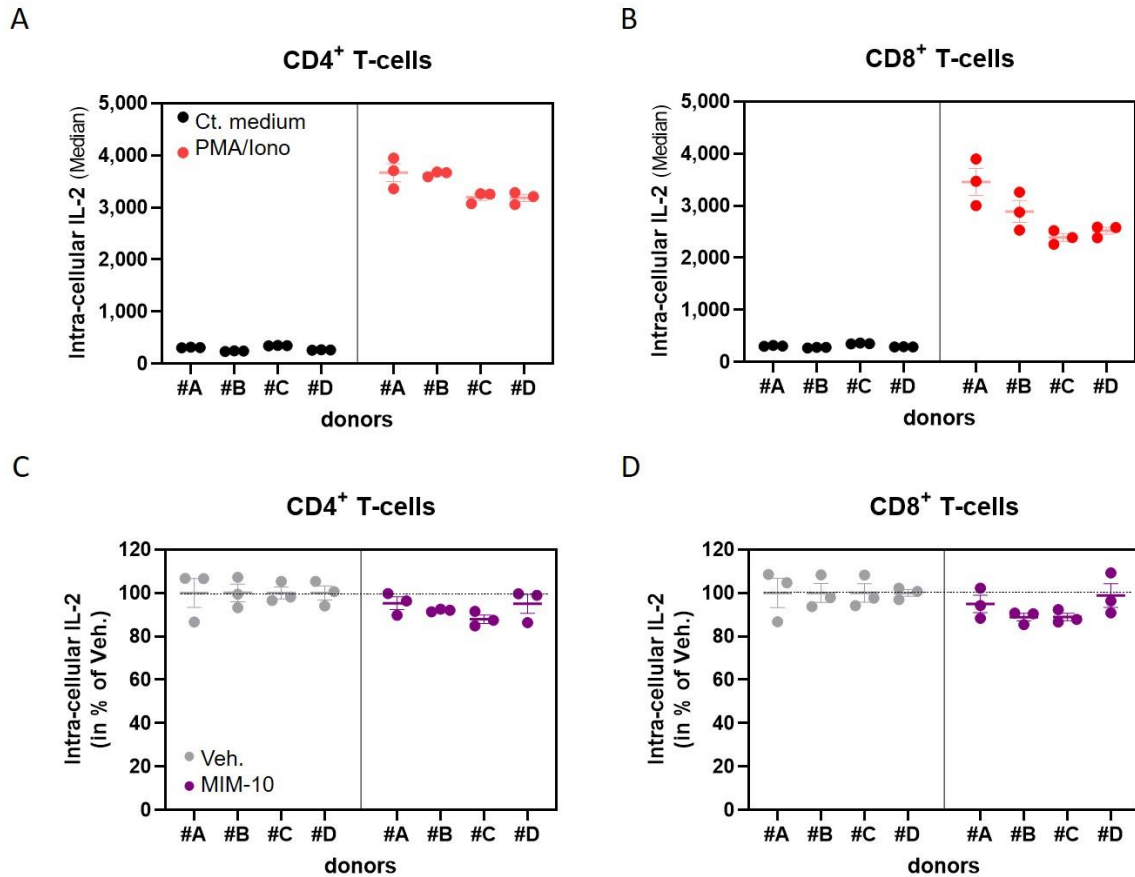 A
CD4+ T-cells
Intra-cellular IL-2 (Median)
5,000
4,000
3,000
2,000
1,000
0
Ct. medium
PMA/Iono
#A #B #C #D #A #B #C #D
donors
B
CD8+ T-cells
Intra-cellular IL-2 (Median)
5,000
4,000
3,000
2,000
1,000
0
#A #B #C #D #A #B #C #D
donors
C
CD4+ T-cells
Intra-cellular IL-2
(in % of Veh.)
120
100
80
60
40
20
0
Veh.
MIM-10
#A #B #C #D #A #B #C #D
donors
D
CD8+ T-cells
Intra-cellular IL-2
(in % of Veh.)
120
100
80
60
40
20
0
#A #B #C #D #A #B #C #D
donors